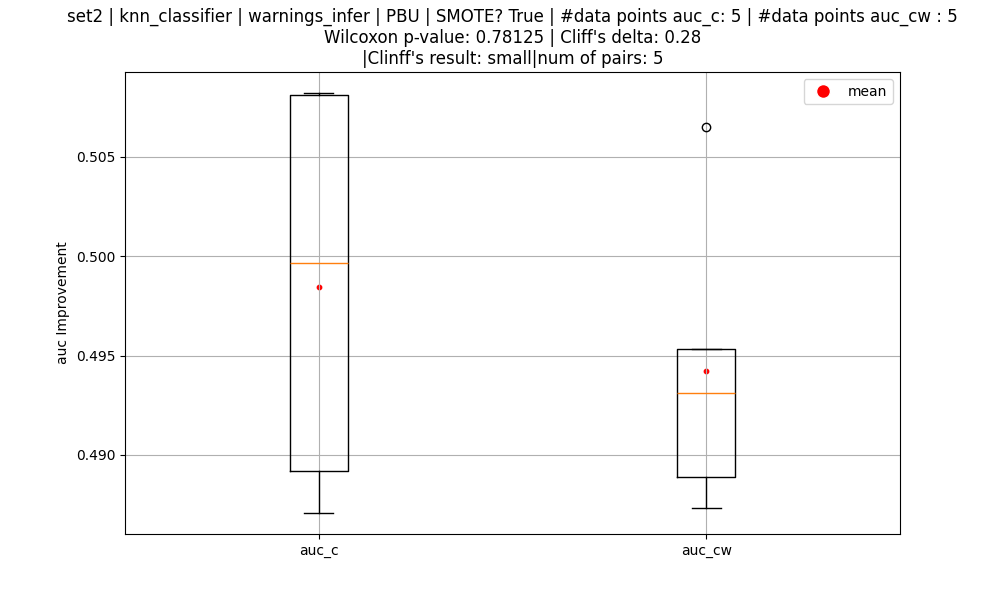 set2 | knn_classifier | warnings_infer | PBU | SMOTE? True | #data points auc_c: 5 | #data points auc_cw : 5
Wilcoxon p-value: 0.78125 | Cliff's delta: 0.28
|Clinff's result: small|num of pairs: 5
mean
0.505
0.500
0.495
0.490
auc Improvement
auc_c
auc_cw